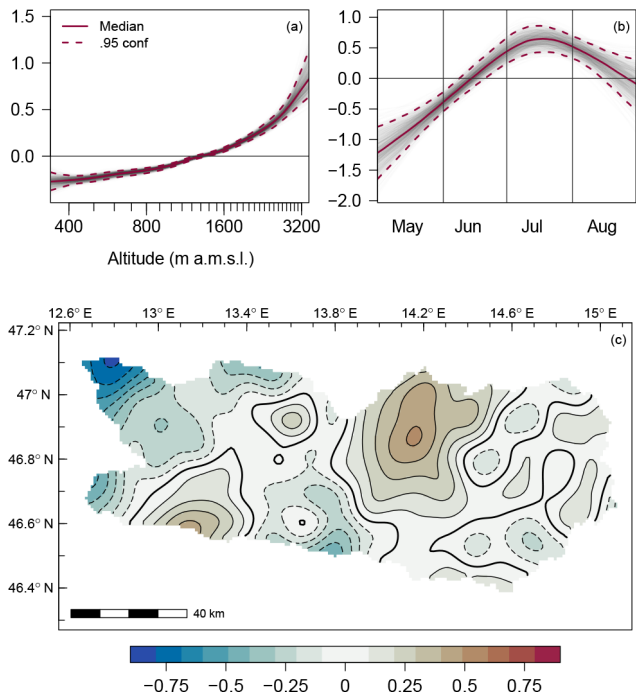 (a)
Median
.95 conf
1.5
1.0
0.5
0.0
400 800 1600 3200
Altitude (m a.m.s.l.)
(b)
1.0
0.5
0.0
−0.5
−1.0
−1.5
−2.0
May Jun Jul Aug
12.6° E 13° E 13.4° E 13.8° E 14.2° E 14.6° E 15° E
(c)
47.2° N
47° N
46.8° N
46.6° N
46.4° N
40 km
−0.75 −0.5 −0.25 0 0.25 0.5 0.75